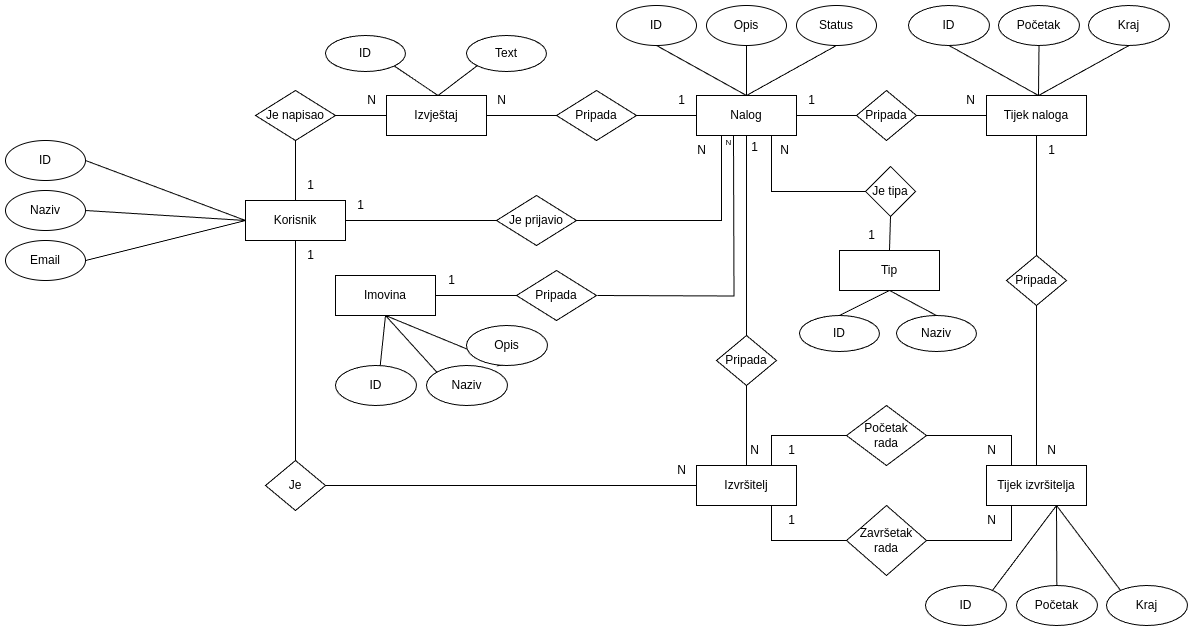 ID
Opis
Status
ID
Početak
Kraj
ID
Text
Je napisao
N
Izvještaj
N
Pripada
1
Nalog
1
Pripada
N
Tijek naloga
ID
N
N
1
N
1
1
Je tipa
Naziv
Korisnik
1
Je prijavio
1
1
Email
Tip
Imovina
1
Pripada
Pripada
ID
Naziv
Opis
Pripada
ID
Naziv
Početak
rada
N
N
1
N
N
Je
Izvršitelj
Tijek izvršitelja
1
N
Završetak
rada
ID
Početak
Kraj